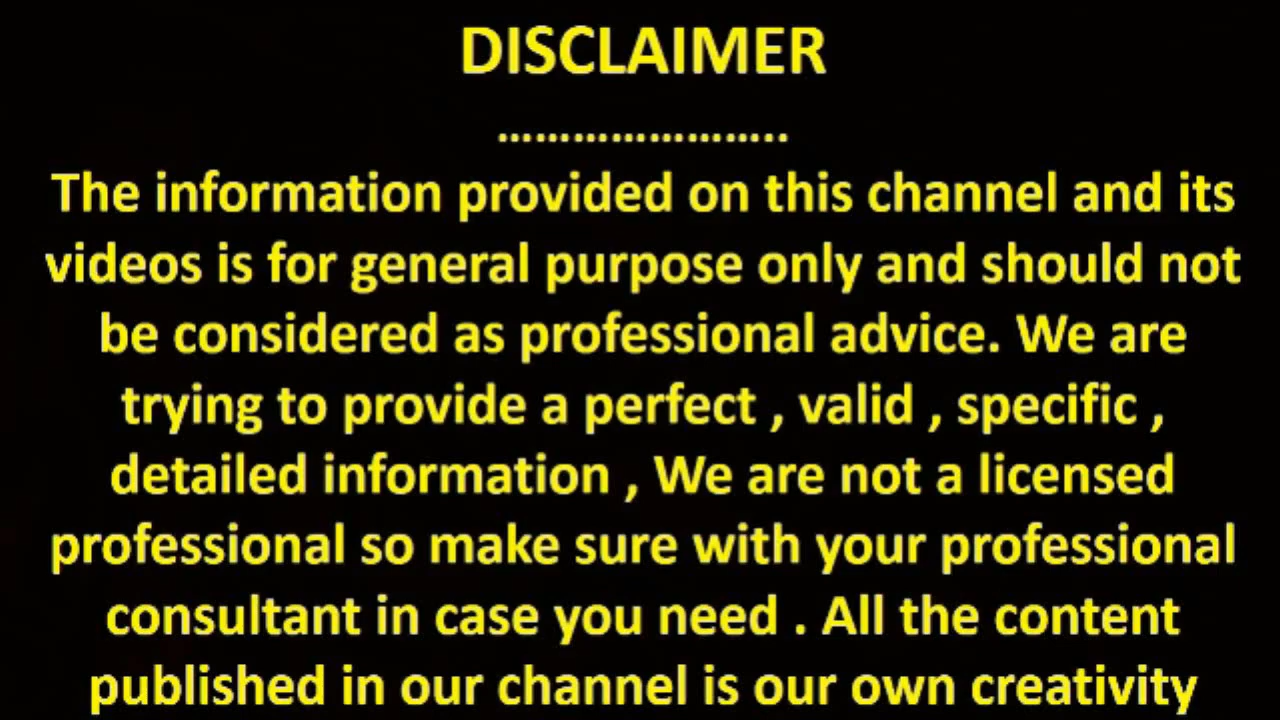 DISCLAIMER
……………………..
The information provided on this channel and its
videos is for general purpose only and should not
be considered as professional advice. We are
trying to provide a perfect , valid , specific ,
detailed information , We are not a licensed
professional so make sure with your professional
consultant in case you need . All the content
published in our channel is our own creativity